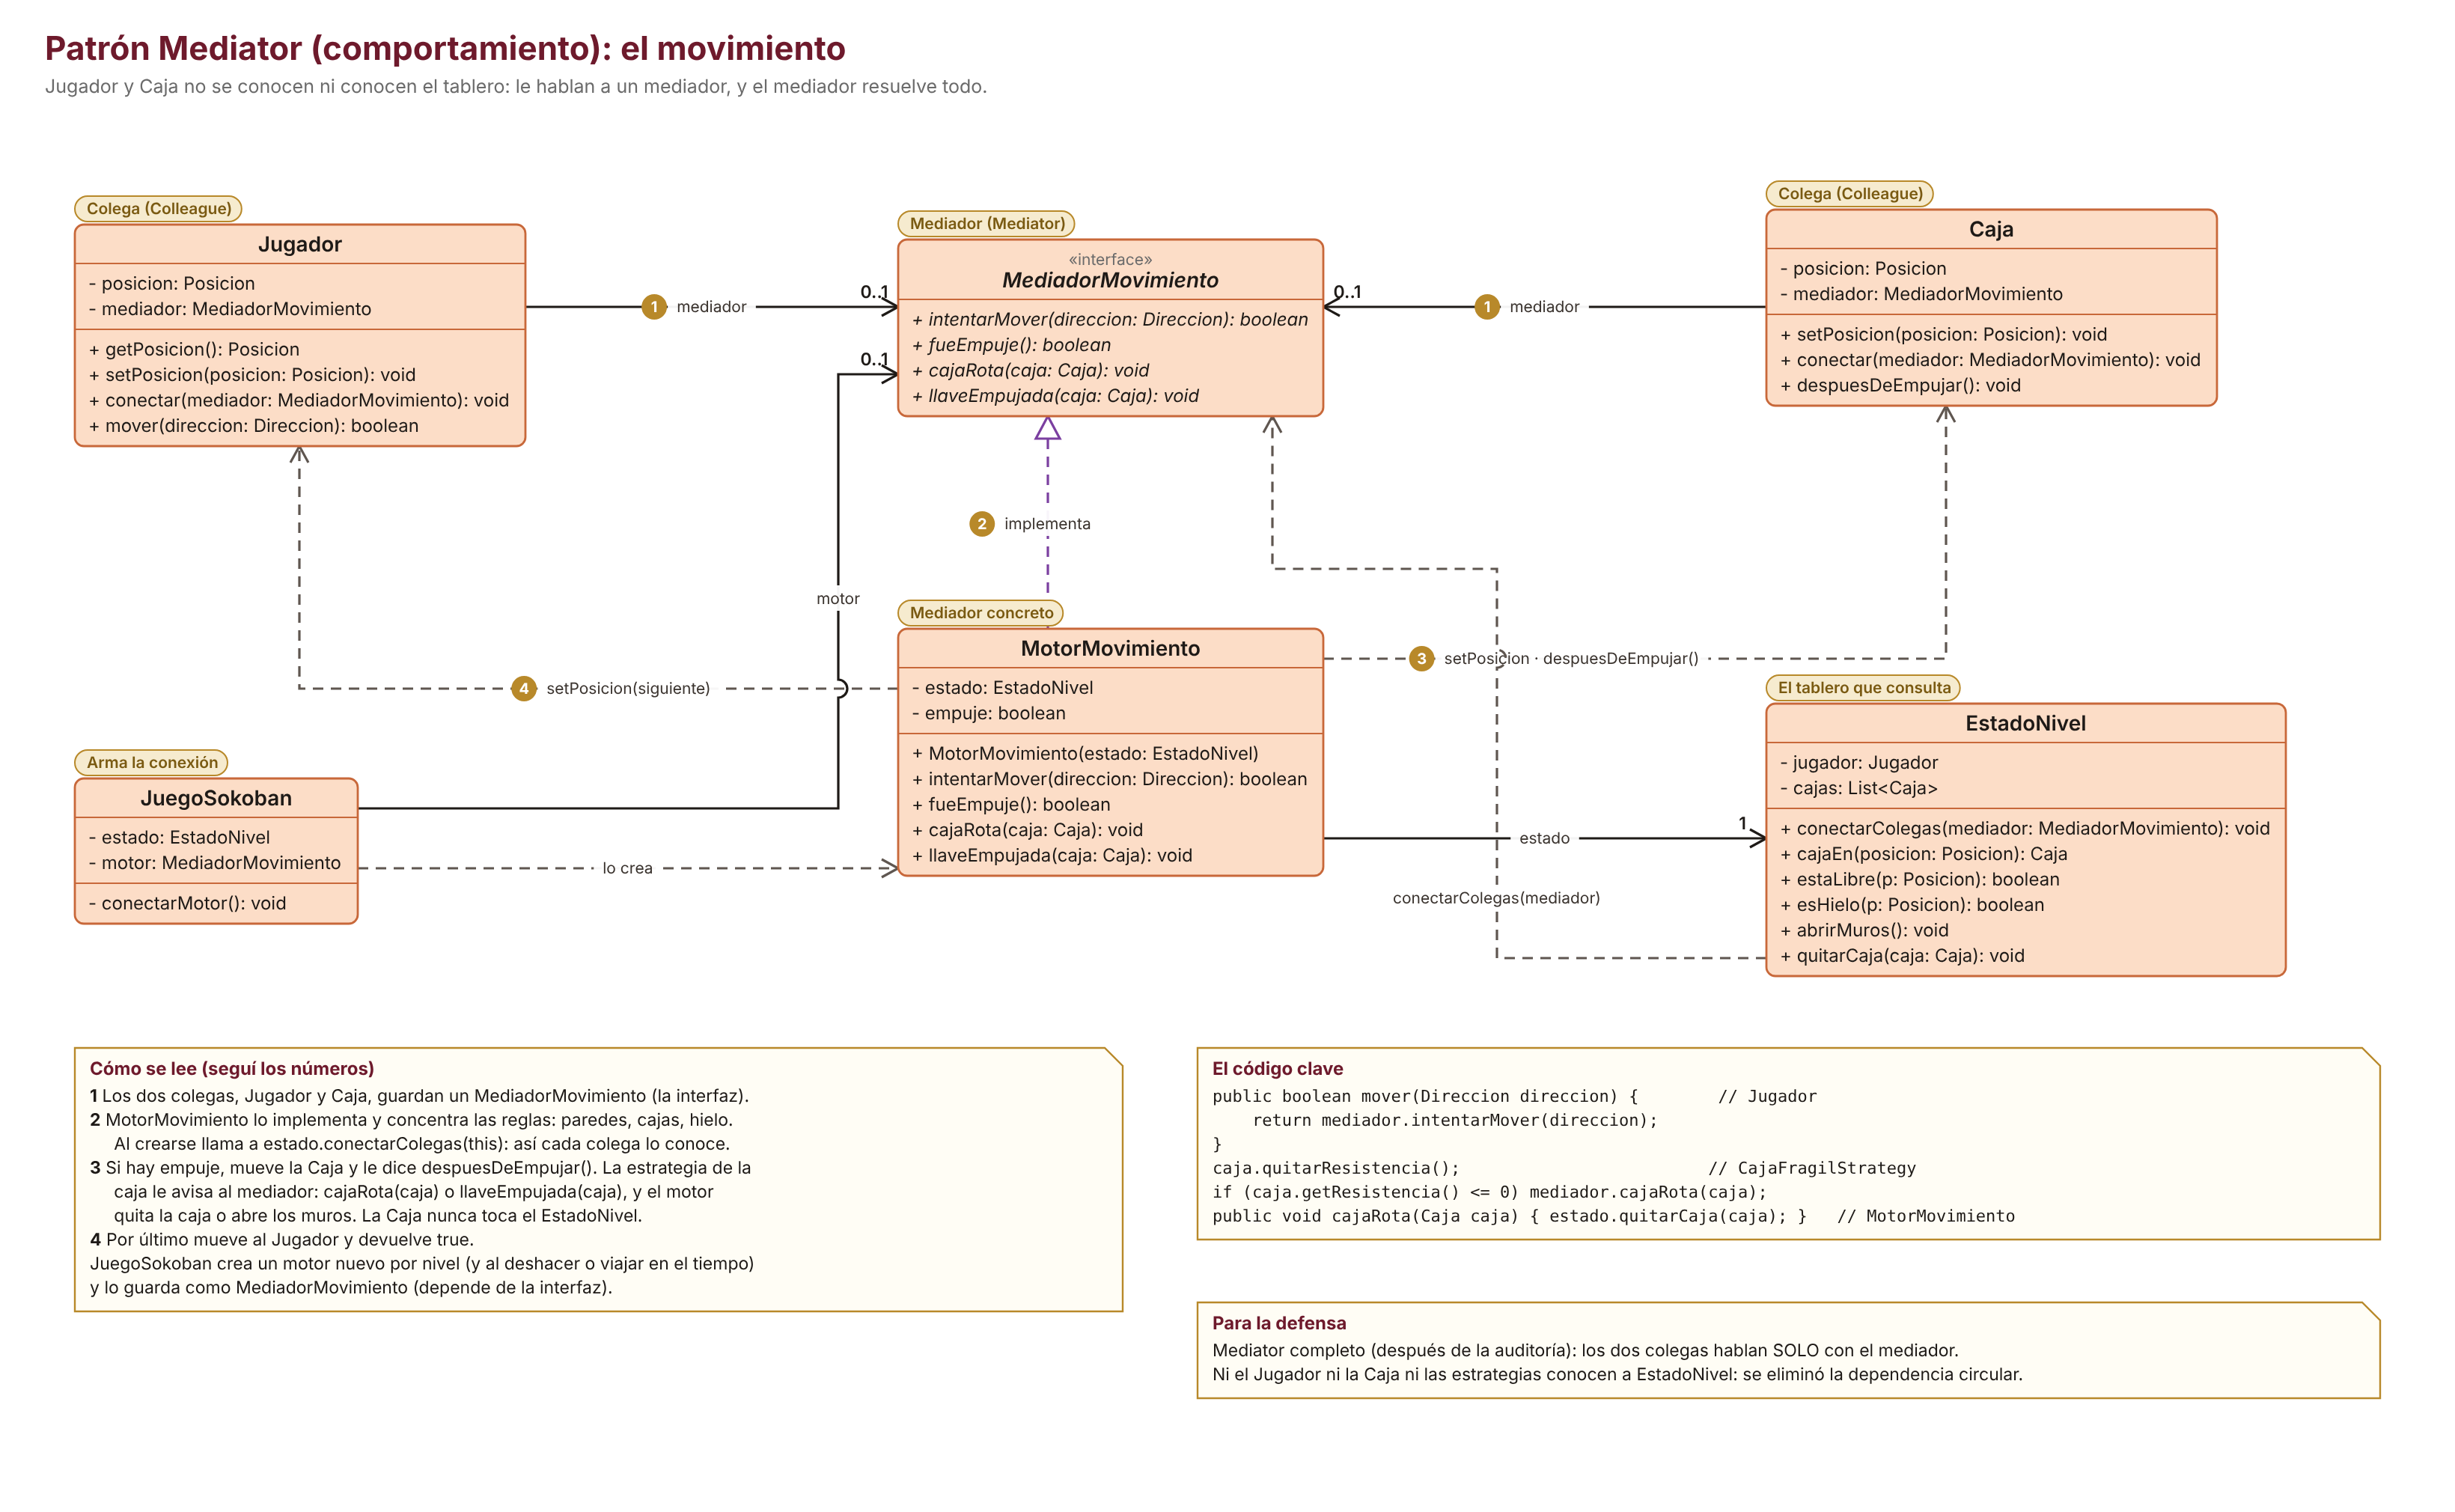 Patrón Mediator (comportamiento): el movimiento
Jugador y Caja no se conocen ni conocen el tablero: le hablan a un mediador, y el mediador resuelve todo.
Colega (Colleague)
Jugador
- posicion: Posicion
- mediador: MediadorMovimiento
+ getPosicion(): Posicion
+ setPosicion(posicion: Posicion): void
+ conectar(mediador: MediadorMovimiento): void
+ mover(direccion: Direccion): boolean
1 mediador
0..1
Mediador (Mediator)
«interface»
MediadorMovimiento
+ intentarMover(direccion: Direccion): boolean
+ fueEmpuje(): boolean
+ cajaRota(caja: Caja): void
+ llaveEmpujada(caja: Caja): void
0..1
0..1
1 mediador
Colega (Colleague)
Caja
- posicion: Posicion
- mediador: MediadorMovimiento
+ setPosicion(posicion: Posicion): void
+ conectar(mediador: MediadorMovimiento): void
+ despuesDeEmpujar(): void
2 implementa
motor
Mediador concreto
MotorMovimiento
- estado: EstadoNivel
- empuje: boolean
+ MotorMovimiento(estado: EstadoNivel)
+ intentarMover(direccion: Direccion): boolean
+ fueEmpuje(): boolean
+ cajaRota(caja: Caja): void
+ llaveEmpujada(caja: Caja): void
3 setPosicion · despuesDeEmpujar()
4 setPosicion(siguiente)
Arma la conexión
JuegoSokoban
- estado: EstadoNivel
- motor: MediadorMovimiento
- conectarMotor(): void
lo crea
estado
1
conectarColegas(mediador)
El tablero que consulta
EstadoNivel
- jugador: Jugador
- cajas: List<Caja>
+ conectarColegas(mediador: MediadorMovimiento): void
+ cajaEn(posicion: Posicion): Caja
+ estaLibre(p: Posicion): boolean
+ esHielo(p: Posicion): boolean
+ abrirMuros(): void
+ quitarCaja(caja: Caja): void
Cómo se lee (seguí los números)
1 Los dos colegas, Jugador y Caja, guardan un MediadorMovimiento (la interfaz).
2 MotorMovimiento lo implementa y concentra las reglas: paredes, cajas, hielo.
Al crearse llama a estado.conectarColegas(this): así cada colega lo conoce.
3 Si hay empuje, mueve la Caja y le dice despuesDeEmpujar(). La estrategia de la
caja le avisa al mediador: cajaRota(caja) o llaveEmpujada(caja), y el motor
quita la caja o abre los muros. La Caja nunca toca el EstadoNivel.
4 Por último mueve al Jugador y devuelve true.
JuegoSokoban crea un motor nuevo por nivel (y al deshacer o viajar en el tiempo)
y lo guarda como MediadorMovimiento (depende de la interfaz).
El código clave
public boolean mover(Direccion direccion) {        // Jugador
    return mediador.intentarMover(direccion);
}
caja.quitarResistencia();                         // CajaFragilStrategy
if (caja.getResistencia() <= 0) mediador.cajaRota(caja);
public void cajaRota(Caja caja) { estado.quitarCaja(caja); }   // MotorMovimiento
Para la defensa
Mediator completo (después de la auditoría): los dos colegas hablan SOLO con el mediador.
Ni el Jugador ni la Caja ni las estrategias conocen a EstadoNivel: se eliminó la dependencia circular.